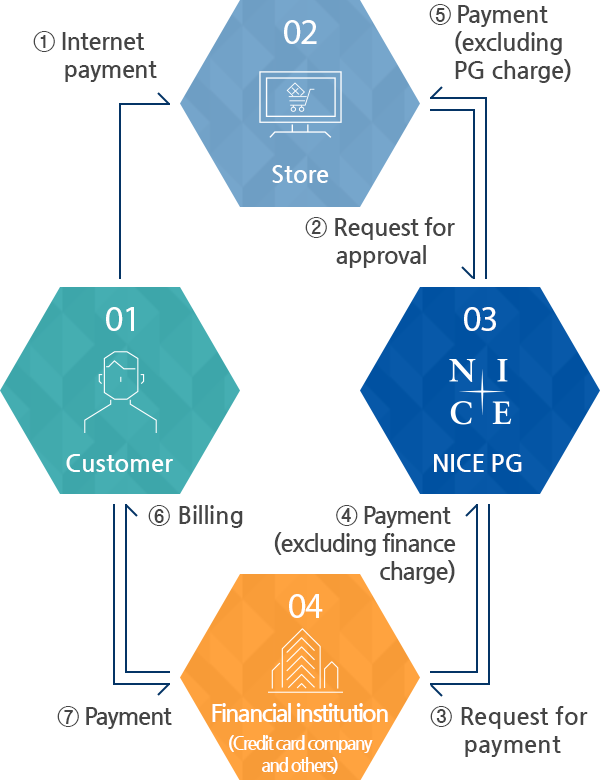 ① Internet
payment
02
Store
⑤ Payment
(excluding
PG charge)
② Request for
approval
01
Customer
03
N I
C E
NICE PG
⑥ Billing
④ Payment
(excluding finance
charge)
04
Financial institution
(Credit card company
and others)
⑦ Payment
③ Request for
payment